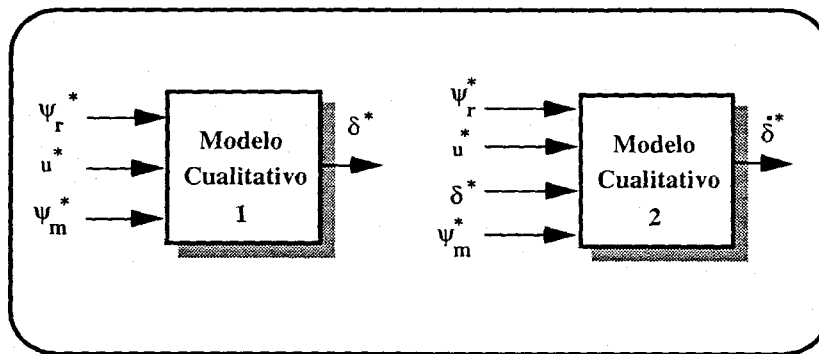 ψr*
u*
ψm*
Modelo
Cualitativo
1
δ*
ψr*
u*
δ*
ψm*
Modelo
Cualitativo
2
δ̇*